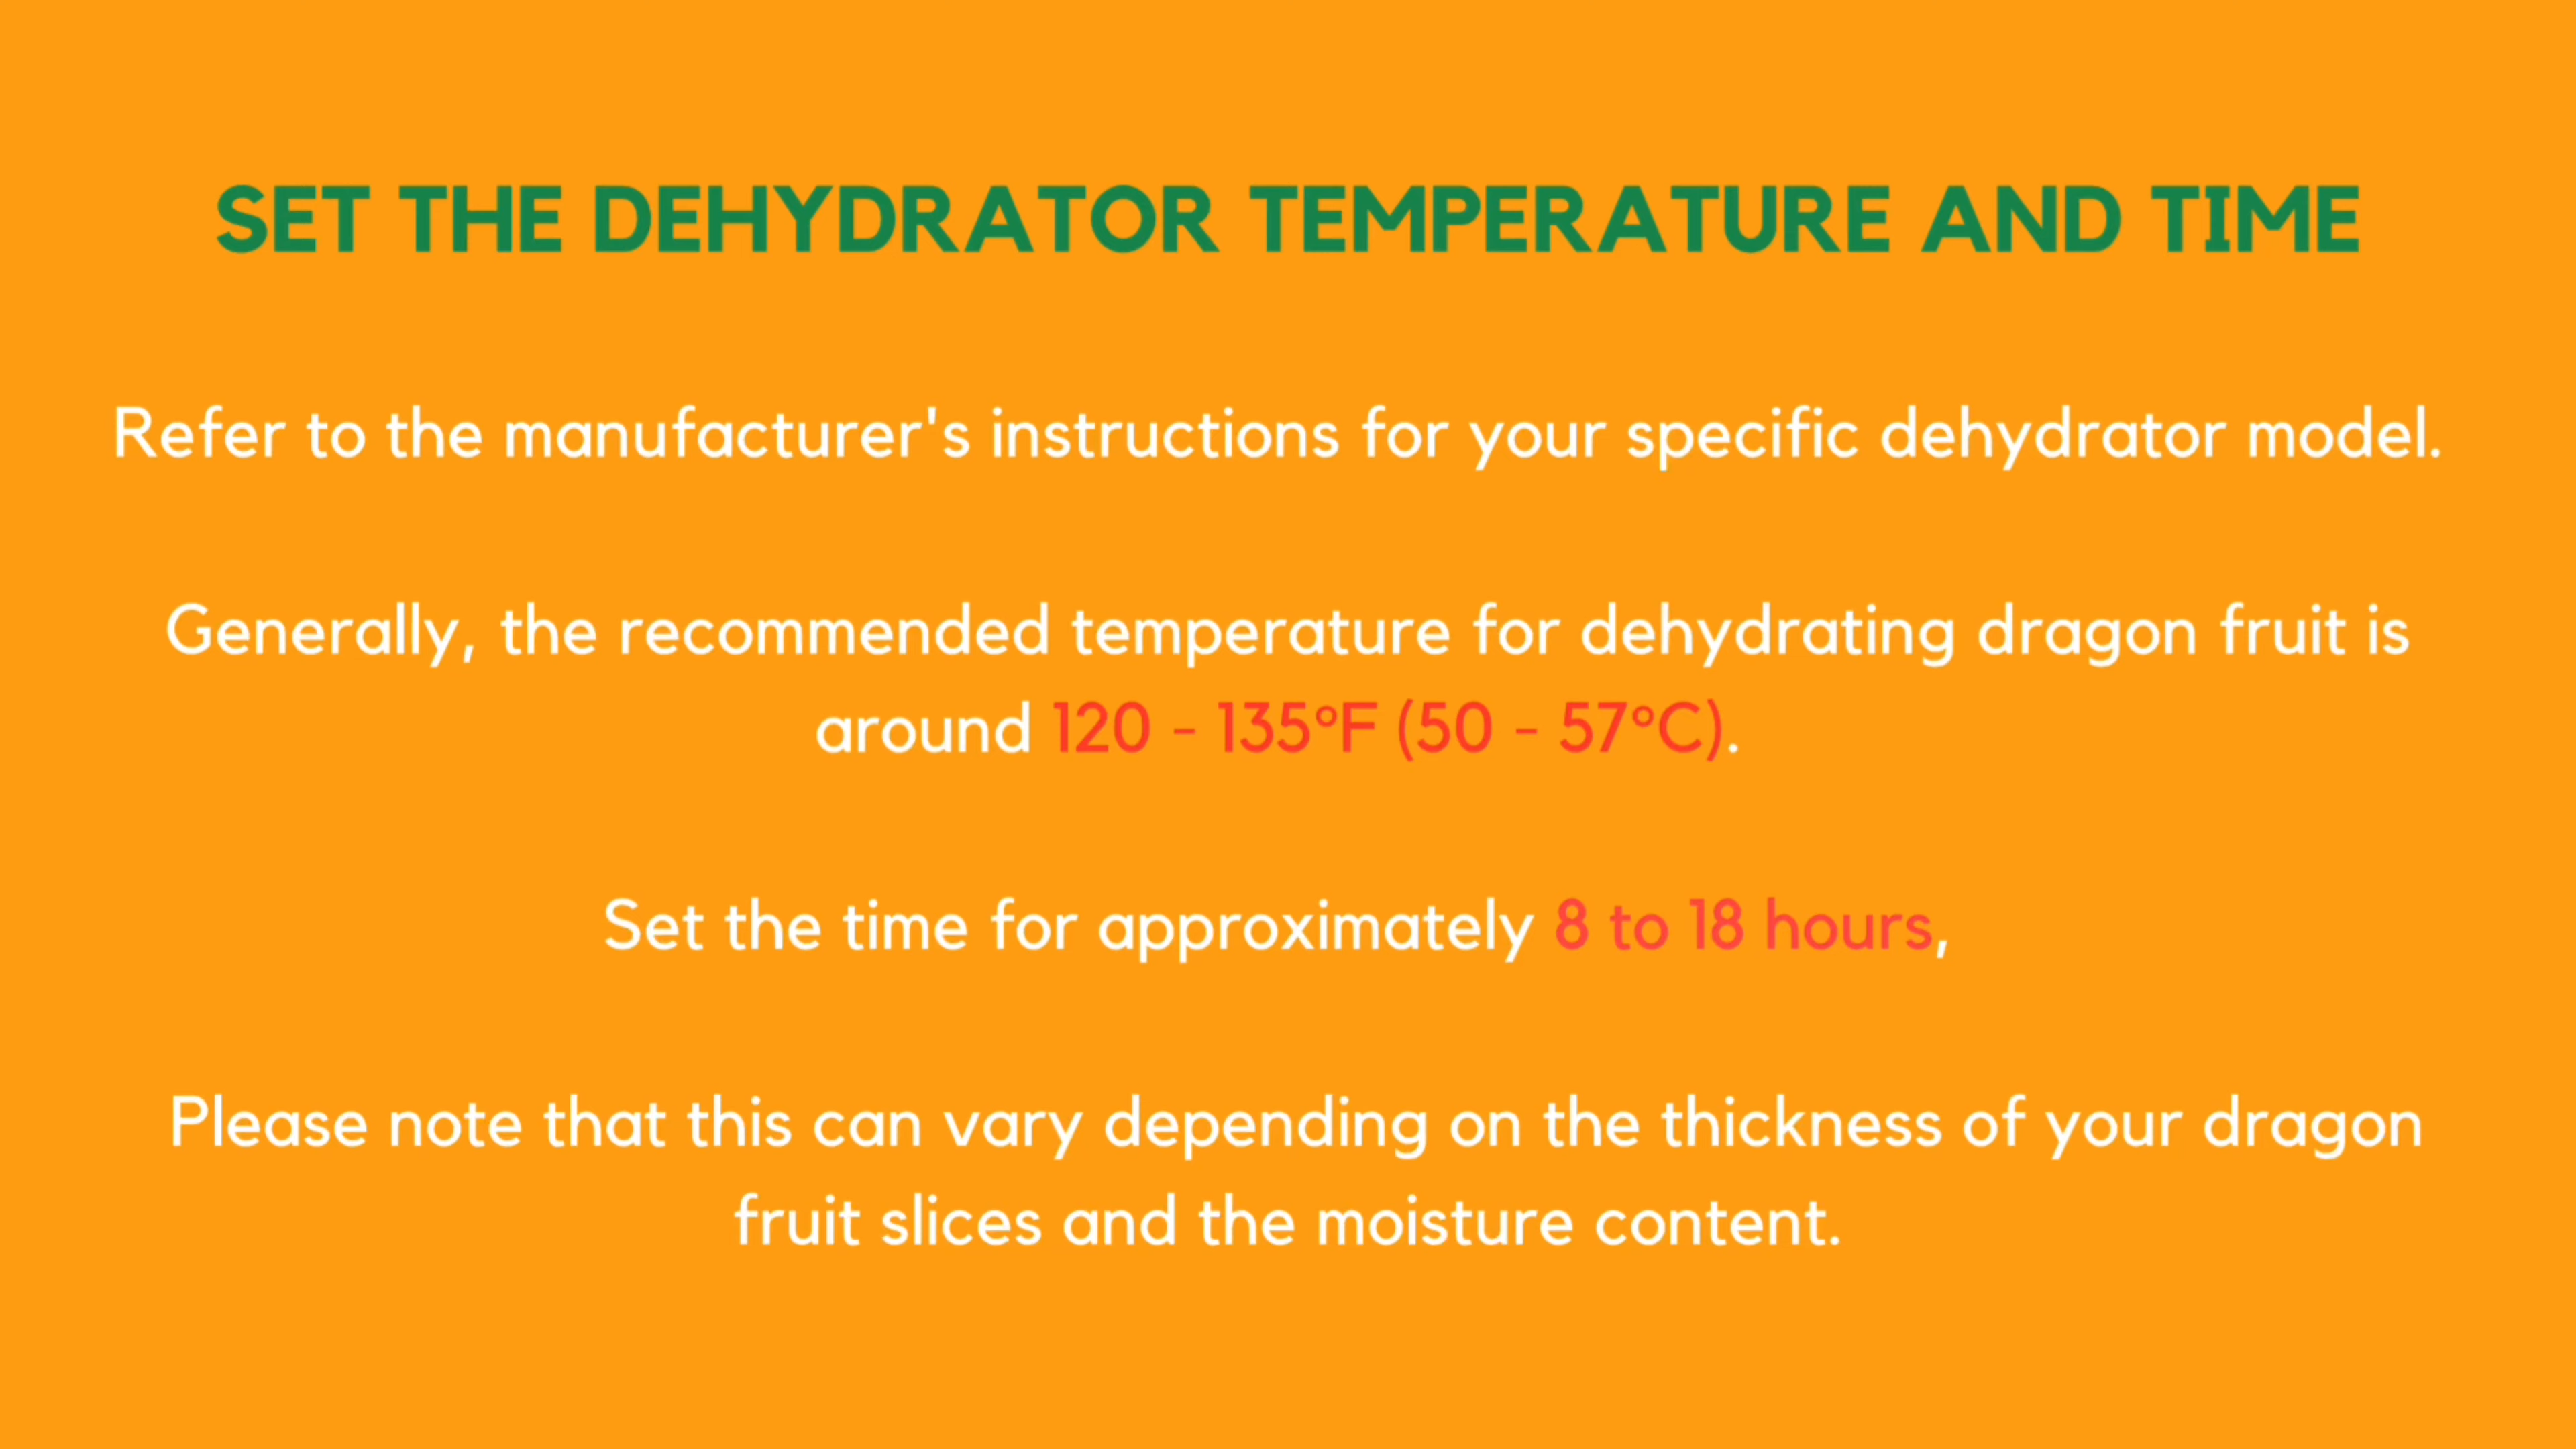 SET THE DEHYDRATOR TEMPERATURE AND TIME
Refer to the manufacturer's instructions for your specific dehydrator model.
Generally, the recommended temperature for dehydrating dragon fruit is
around 120 - 135°F (50 - 57°C).
Set the time for approximately 8 to 18 hours,
Please note that this can vary depending on the thickness of your dragon
fruit slices and the moisture content.